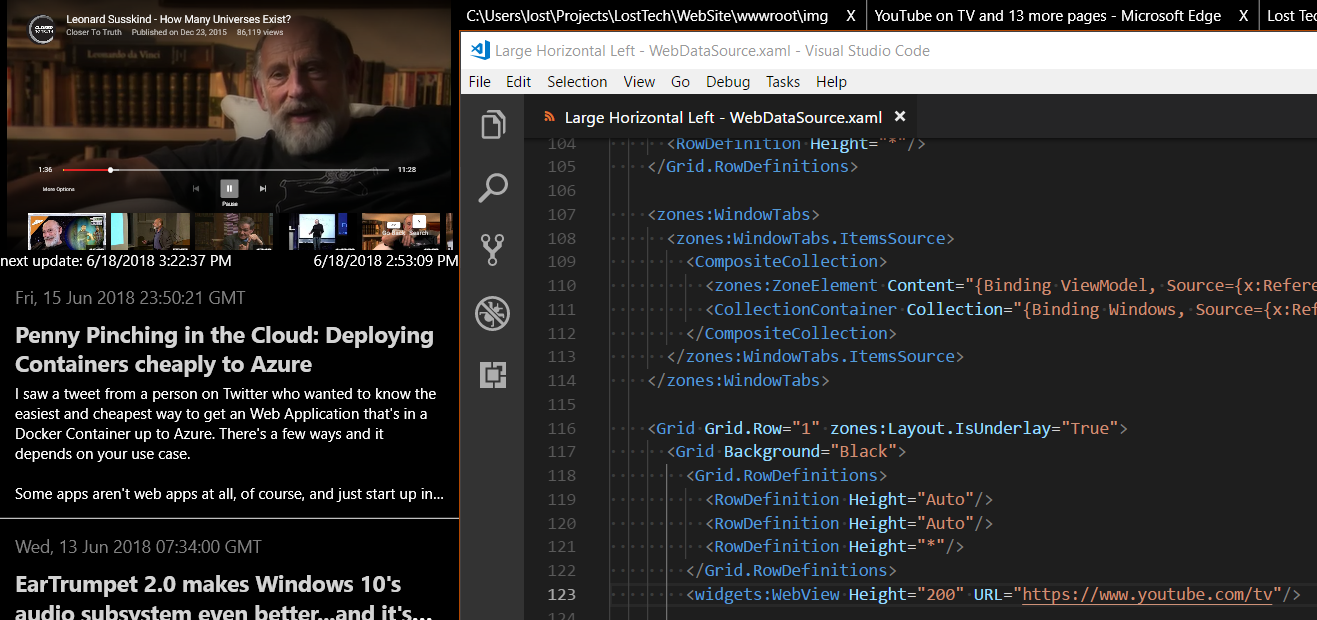 Leonard Susskind - How Many Universes Exist?
Closer To Truth Published on Dec 23, 2015 86,119 views
CLOSER
TO TRUTH
Leonardo da Vinci
1:36
11:28
More Options
Pause
Go Back
Search
next update: 6/18/2018 3:22:37 PM 6/18/2018 2:53:09 PM
Fri, 15 Jun 2018 23:50:21 GMT
Penny Pinching in the Cloud: Deploying
Containers cheaply to Azure
I saw a tweet from a person on Twitter who wanted to know the
easiest and cheapest way to get an Web Application that's in a
Docker Container up to Azure. There's a few ways and it
depends on your use case.
Some apps aren't web apps at all, of course, and just start up in...
Wed, 13 Jun 2018 07:34:00 GMT
EarTrumpet 2.0 makes Windows 10's
audio subsystem even better...and it's...
C:\Users\lost\Projects\LostTech\WebSite\wwwroot\img X YouTube on TV and 13 more pages - Microsoft Edge X Lost Tec
Large Horizontal Left - WebDataSource.xaml - Visual Studio Code
File Edit Selection View Go Debug Tasks Help
Large Horizontal Left - WebDataSource.xaml ×
104 <RowDefinition Height="*"/>
105 </Grid.RowDefinitions>
106
107 <zones:WindowTabs>
108 <zones:WindowTabs.ItemsSource>
109 <CompositeCollection>
110 <zones:ZoneElement Content="{Binding ViewModel, Source={x:Refere
111 <CollectionContainer Collection="{Binding Windows, Source={x:Ref
112 </CompositeCollection>
113 </zones:WindowTabs.ItemsSource>
114 </zones:WindowTabs>
115
116 <Grid Grid.Row="1" zones:Layout.IsUnderlay="True">
117 <Grid Background="Black">
118 <Grid.RowDefinitions>
119 <RowDefinition Height="Auto"/>
120 <RowDefinition Height="Auto"/>
121 <RowDefinition Height="*"/>
122 </Grid.RowDefinitions>
123 <widgets:WebView Height="200" URL="https://www.youtube.com/tv"/>
124